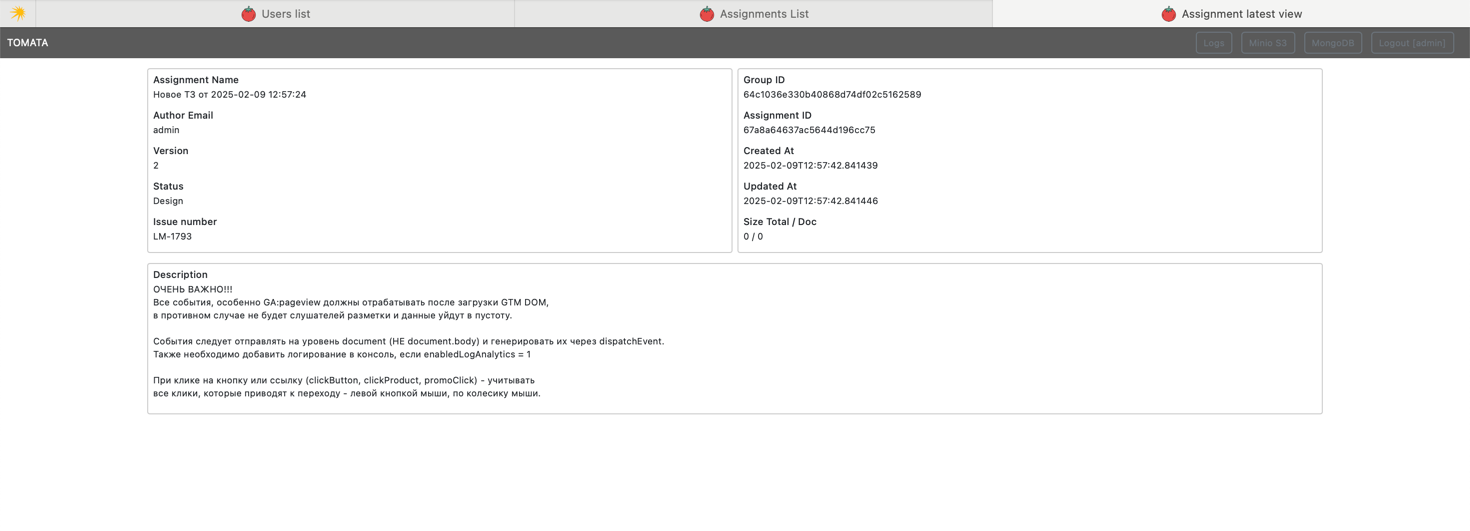 Users list
Assignments List
Assignment latest view
TOMATA
Logs
Minio S3
MongoDB
Logout [admin]
Assignment Name
Новое ТЗ от 2025-02-09 12:57:24
Author Email
admin
Version
2
Status
Design
Issue number
LM-1793
Group ID
64c1036e330b40868d74df02c5162589
Assignment ID
67a8a64637ac5644d196cc75
Created At
2025-02-09T12:57:42.841439
Updated At
2025-02-09T12:57:42.841446
Size Total / Doc
0 / 0
Description
ОЧЕНЬ ВАЖНО!!!
Все события, особенно GA:pageview должны отрабатывать после загрузки GTM DOM,
в противном случае не будет слушателей разметки и данные уйдут в пустоту.
События следует отправлять на уровень document (НЕ document.body) и генерировать их через dispatchEvent.
Также необходимо добавить логирование в консоль, если enabledLogAnalytics = 1
При клике на кнопку или ссылку (clickButton, clickProduct, promoClick) - учитывать
все клики, которые приводят к переходу - левой кнопкой мыши, по колесику мыши.